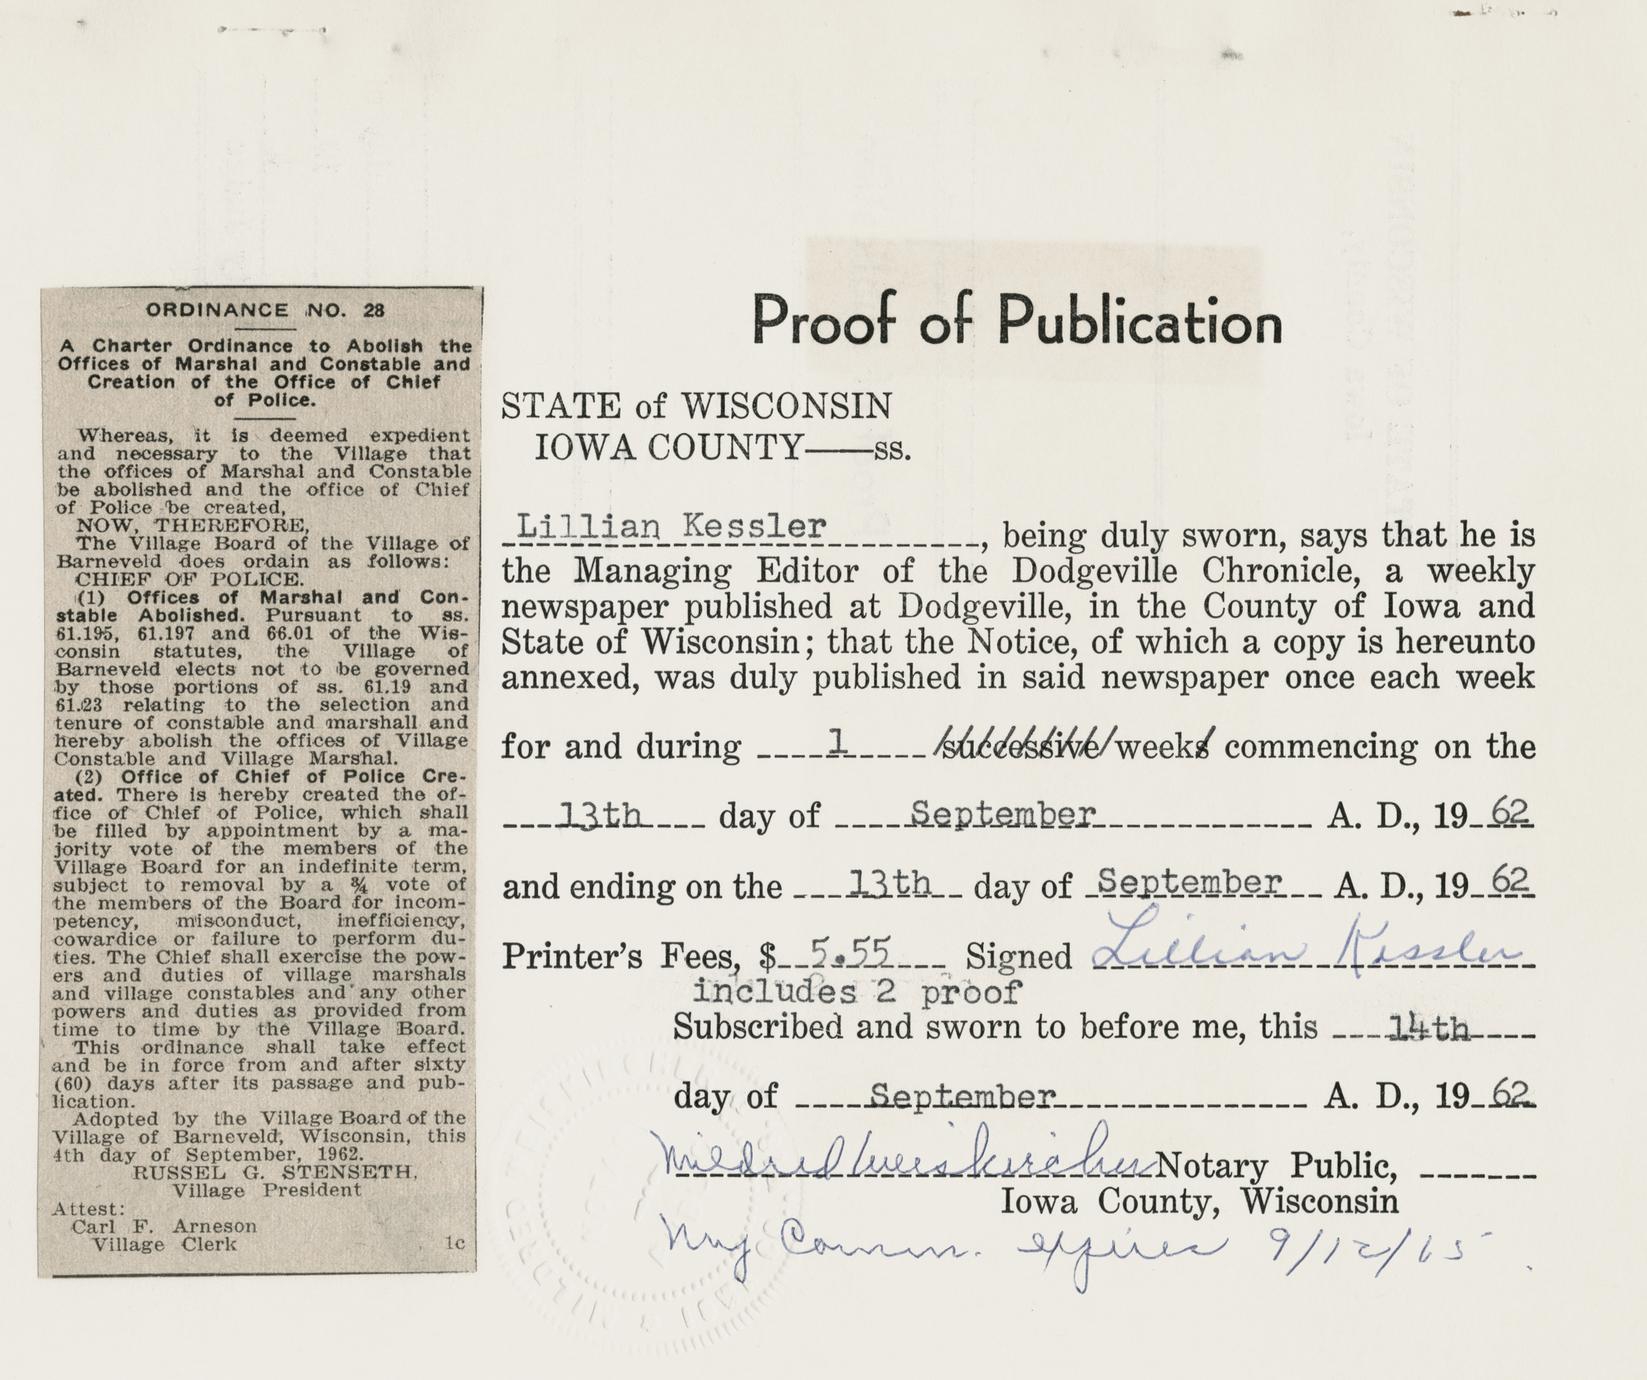 ORDINANCE NO. 28
A Charter Ordinance to Abolish the
Offices of Marshal and Constable and
Creation of the Office of Chief
of Police.
Whereas, it is deemed expedient
and necessary to the Village that
the offices of Marshal and Constable
be abolished and the office of Chief
of Police be created,
NOW, THEREFORE,
The Village Board of the Village of
Barneveld does ordain as follows:
CHIEF OF POLICE.
(1) Offices of Marshal and Con-
stable Abolished. Pursuant to ss.
61.195, 61.197 and 66.01 of the Wis-
consin statutes, the Village of
Barneveld elects not to be governed
by those portions of ss. 61.19 and
61.23 relating to the selection and
tenure of constable and marshall and
hereby abolish the offices of Village
Constable and Village Marshal.
(2) Office of Chief of Police Cre-
ated. There is hereby created the of-
fice of Chief of Police, which shall
be filled by appointment by a ma-
jority vote of the members of the
Village Board for an indefinite term,
subject to removal by a ¾ vote of
the members of the Board for incom-
petency, misconduct, inefficiency,
cowardice or failure to perform du-
ties. The Chief shall exercise the pow-
ers and duties of village marshals
and village constables and any other
powers and duties as provided from
time to time by the Village Board.
This ordinance shall take effect
and be in force from and after sixty
(60) days after its passage and pub-
lication.
Adopted by the Village Board of the
Village of Barneveld, Wisconsin, this
4th day of September, 1962.
RUSSEL G. STENSETH,
Village President
Attest:
Carl F. Arneson
Village Clerk 1c
Proof of Publication
STATE of WISCONSIN
IOWA COUNTY——ss.
Lillian Kessler, being duly sworn, says that he is
the Managing Editor of the Dodgeville Chronicle, a weekly
newspaper published at Dodgeville, in the County of Iowa and
State of Wisconsin; that the Notice, of which a copy is hereunto
annexed, was duly published in said newspaper once each week
for and during 1 successive weeks commencing on the
13th day of September A. D., 19 62
and ending on the 13th day of September A. D., 19 62
Printer's Fees, $ 5.55 Signed Lillian Kessler
includes 2 proof
Subscribed and sworn to before me, this 14th
day of September A. D., 19 62
Mildred Weiskircher Notary Public,
Iowa County, Wisconsin
My Comm. expires 9/12/65